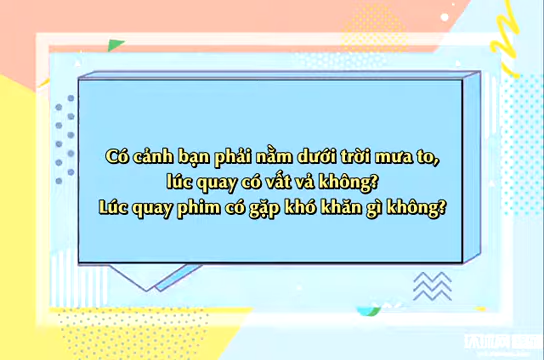 Có cảnh bạn phải nằm dưới trời mưa to,
lúc quay có vất vả không?
Lúc quay phim có gặp khó khăn gì không?